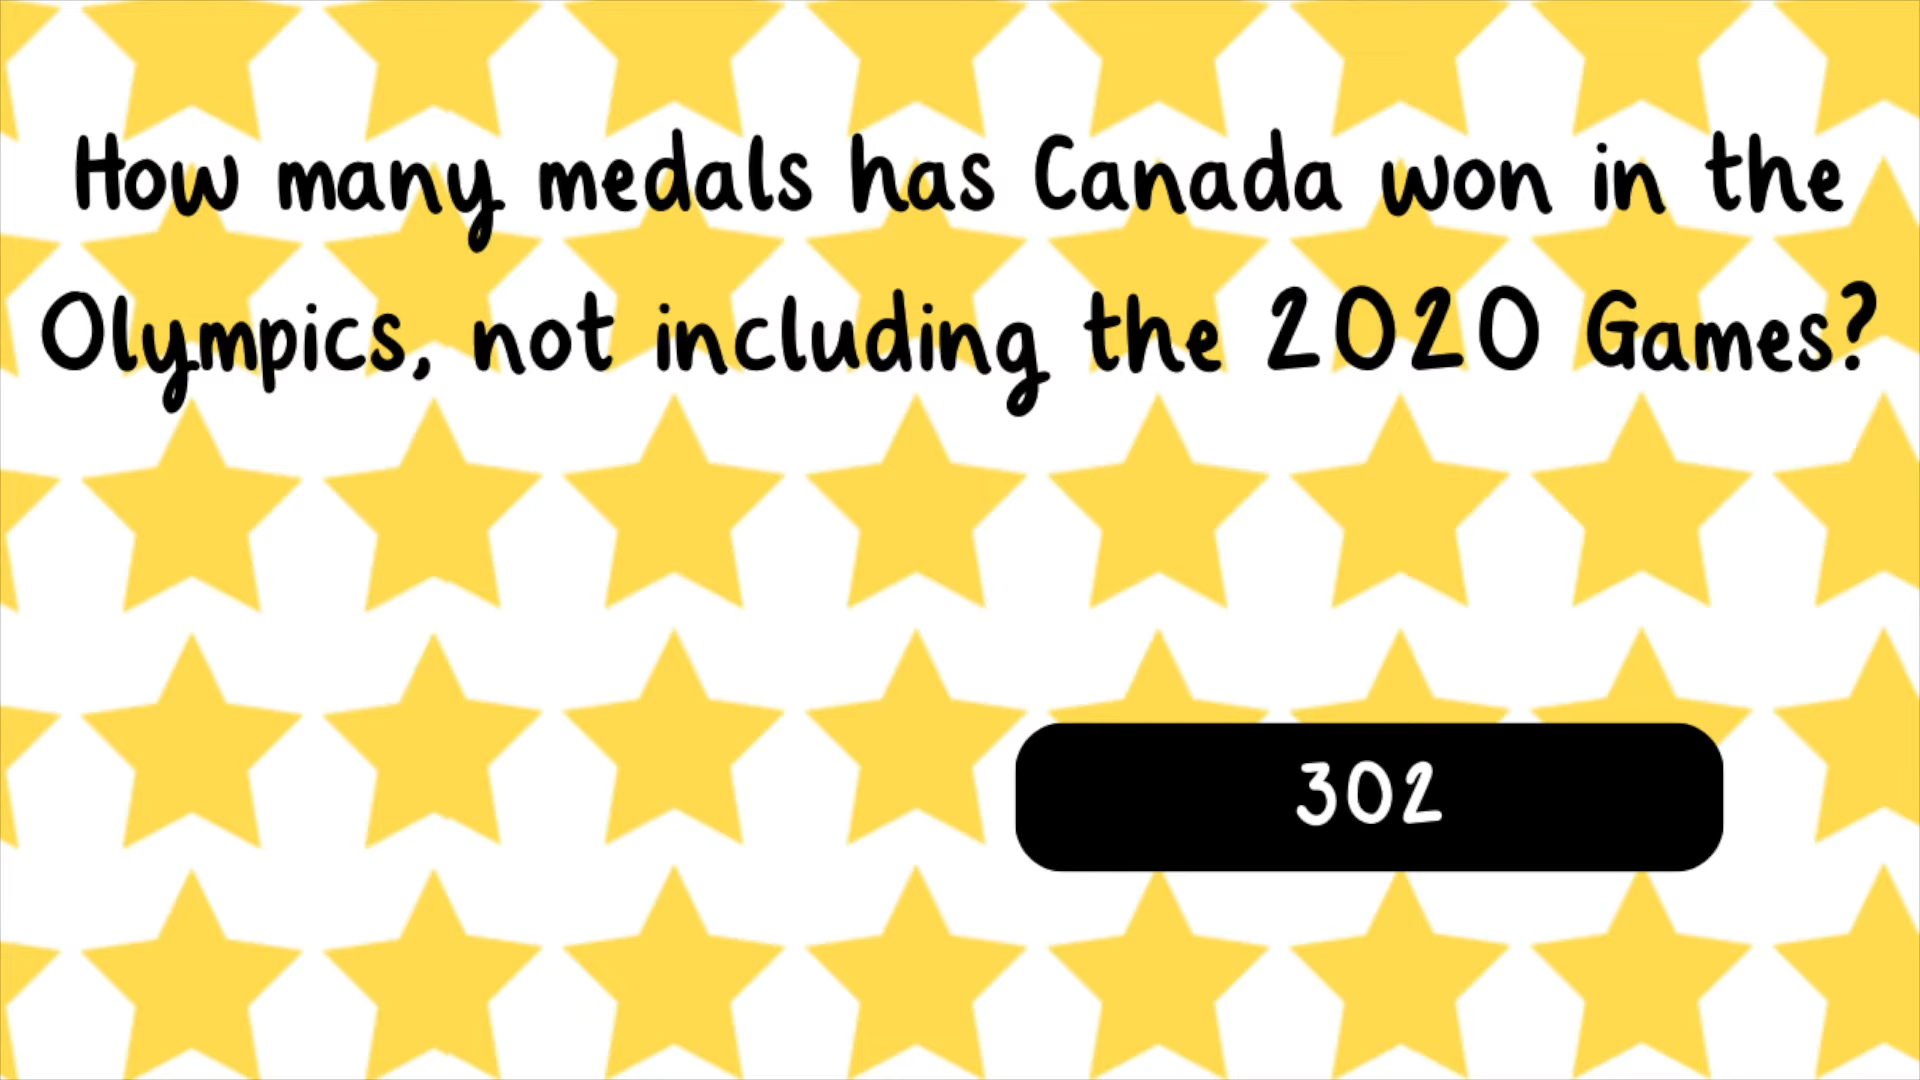 How many medals has Canada won in the
Olympics, not including the 2020 Games?
302